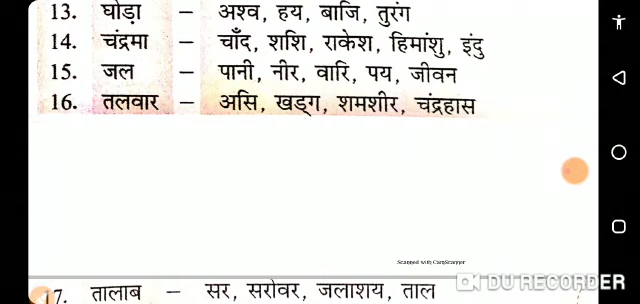 13. घोड़ा – अश्व, हय, बाजि, तुरंग
14. चंद्रमा – चाँद, शशि, राकेश, हिमांशु, इंदु
15. जल – पानी, नीर, वारि, पय, जीवन
16. तलवार – असि, खड्ग, शमशीर, चंद्रहास
Scanned with CamScanner
17. तालाब – सर, सरोवर, जलाशय, ताल
DU RECORDER